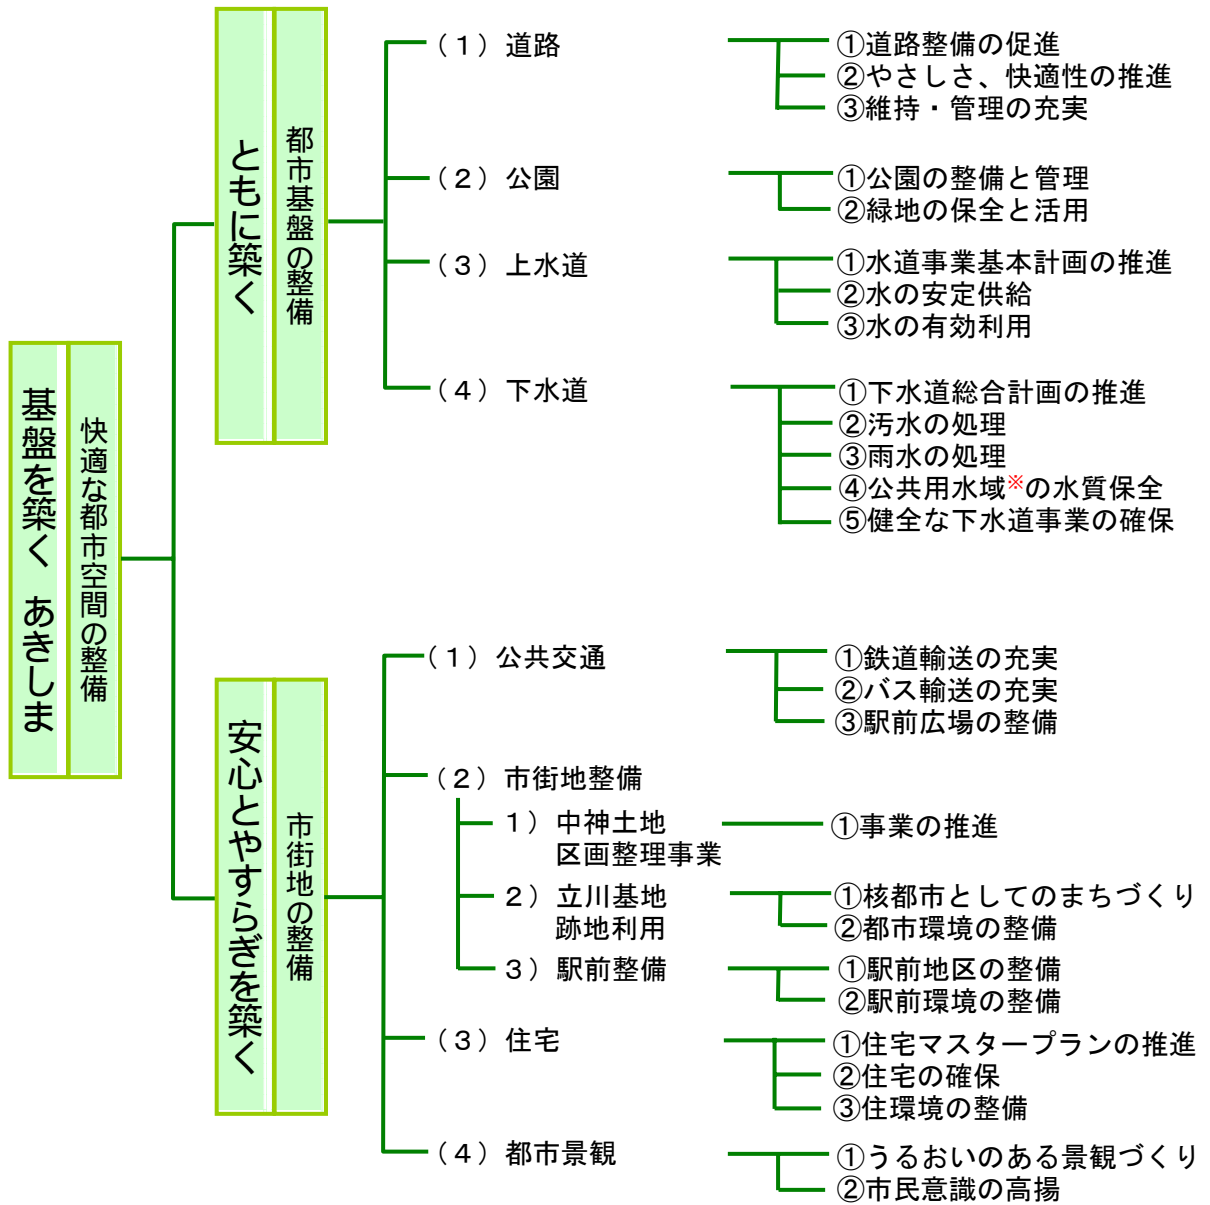 基盤を築く あきしま
快適な都市空間の整備
ともに築く
都市基盤の整備
(1)道路
①道路整備の促進
②やさしさ、快適性の推進
③維持・管理の充実
(2)公園
①公園の整備と管理
②緑地の保全と活用
(3)上水道
①水道事業基本計画の推進
②水の安定供給
③水の有効利用
(4)下水道
①下水道総合計画の推進
②汚水の処理
③雨水の処理
④公共用水域※の水質保全
⑤健全な下水道事業の確保
安心とやすらぎを築く
市街地の整備
(1)公共交通
①鉄道輸送の充実
②バス輸送の充実
③駅前広場の整備
(2)市街地整備
1)中神土地
区画整理事業
①事業の推進
2)立川基地
跡地利用
①核都市としてのまちづくり
②都市環境の整備
3)駅前整備
①駅前地区の整備
②駅前環境の整備
(3)住宅
①住宅マスタープランの推進
②住宅の確保
③住環境の整備
(4)都市景観
①うるおいのある景観づくり
②市民意識の高揚